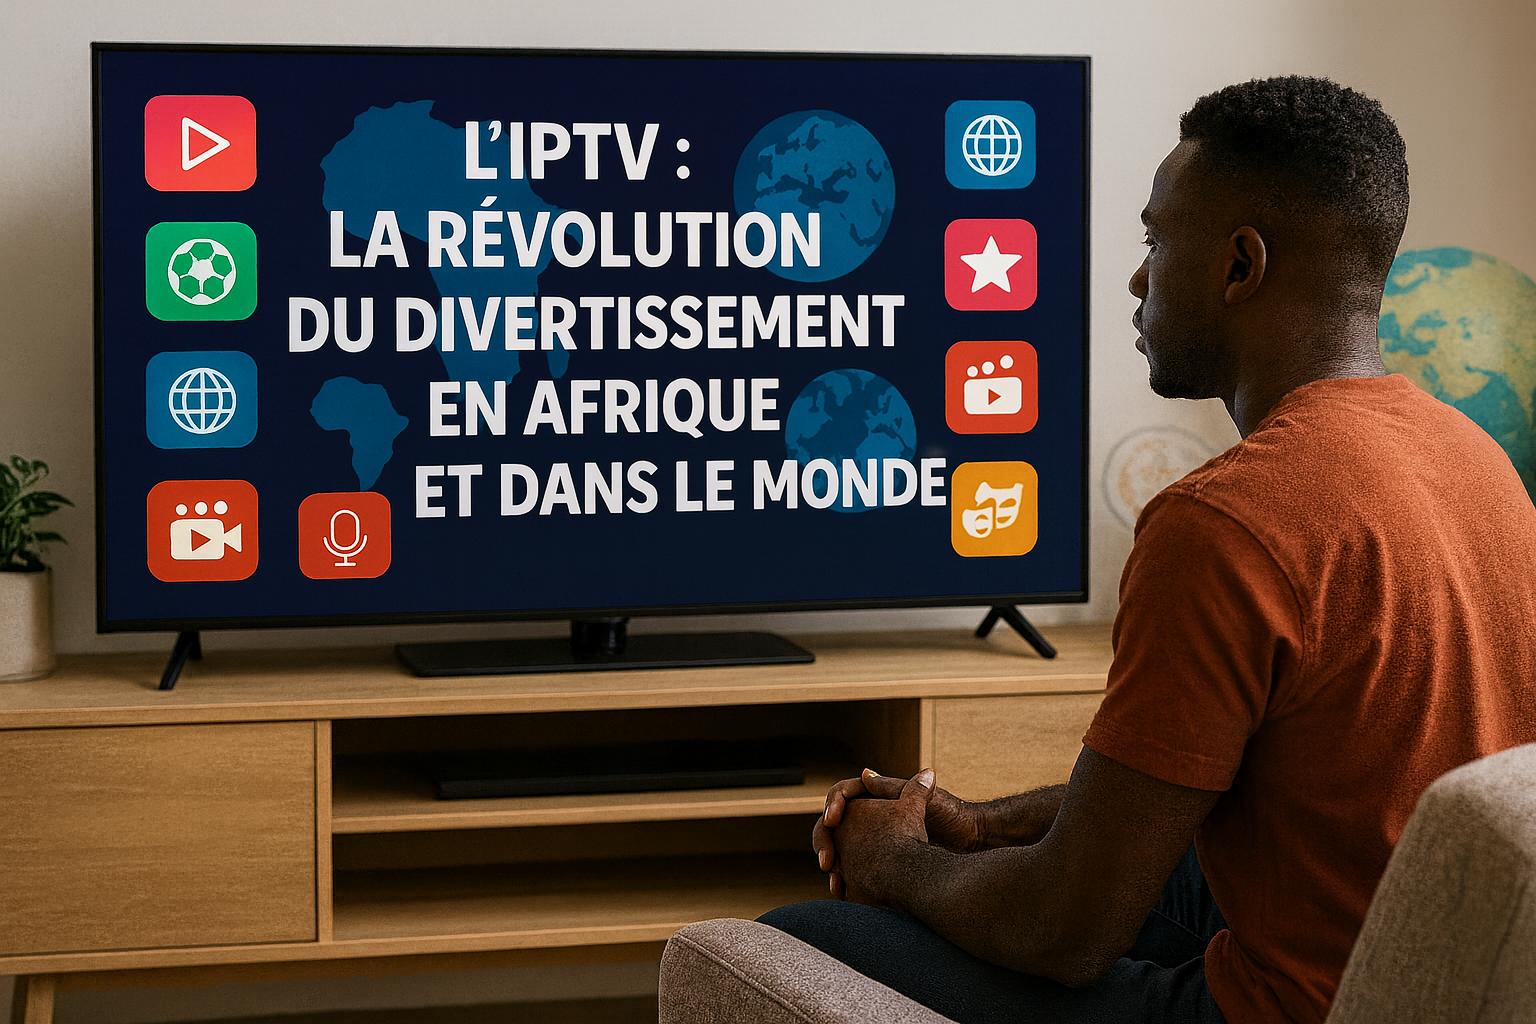 L'IPTV :
LA RÉVOLUTION
DU DIVERTISSEMENT
EN AFRIQUE
ET DANS LE MONDE